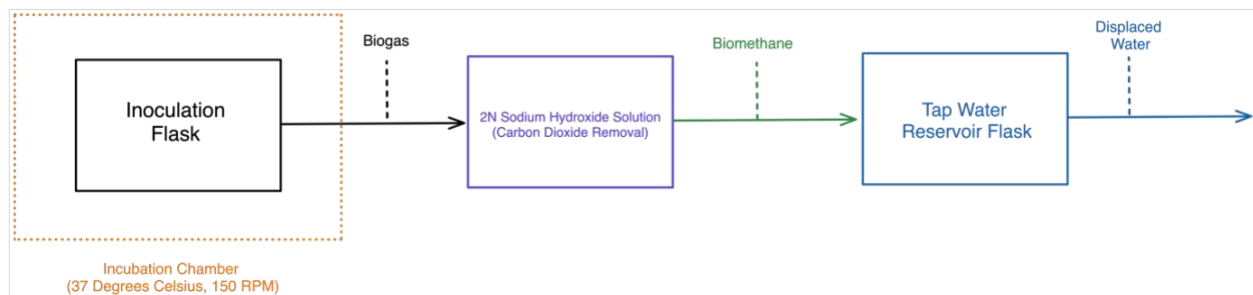 Inoculation
Flask
Biogas
2N Sodium Hydroxide Solution
(Carbon Dioxide Removal)
Biomethane
Tap Water
Reservoir Flask
Displaced
Water
Incubation Chamber
(37 Degrees Celsius, 150 RPM)